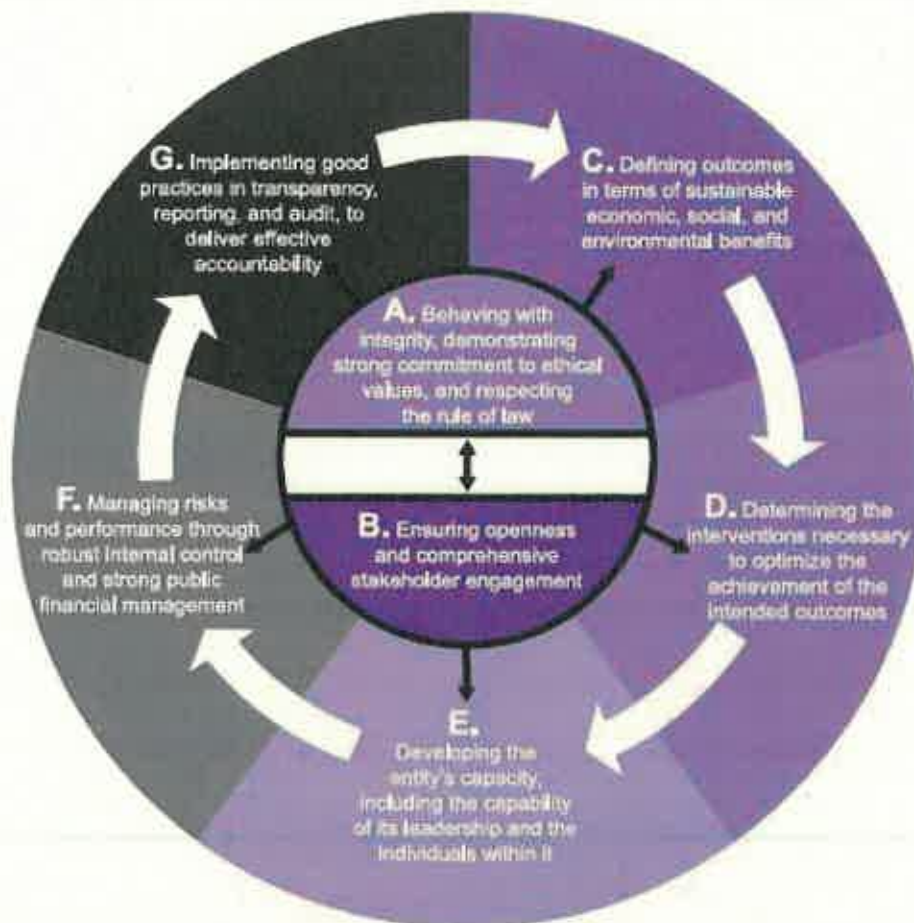 G. Implementing good
practices in transparency,
reporting, and audit, to
deliver effective
accountability
C. Defining outcomes
in terms of sustainable
economic, social, and
environmental benefits
A. Behaving with
integrity, demonstrating
strong commitment to ethical
values, and respecting
the rule of law
F. Managing risks
and performance through
robust internal control
and strong public
financial management
B. Ensuring openness
and comprehensive
stakeholder engagement
D. Determining the
interventions necessary
to optimize the
achievement of the
intended outcomes
E.
Developing the
entity's capacity,
including the capability
of its leadership and the
individuals within it